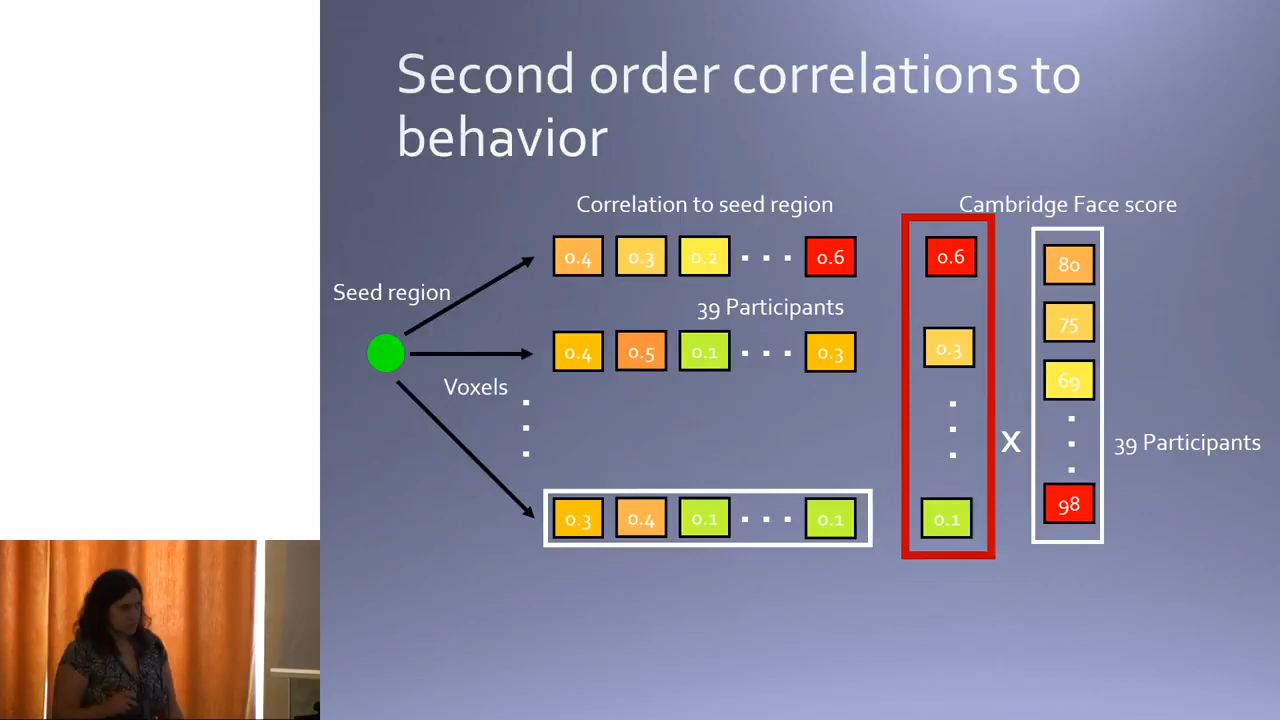 Second order correlations to
behavior
Correlation to seed region
Cambridge Face score
0.4 0.3 0.2 . . . 0.6
0.6
80
Seed region
39 Participants
75
0.4 0.5 0.1 . . . 0.3
0.3
69
Voxels
X
39 Participants
0.3 0.4 0.1 . . . 0.1
0.1
98